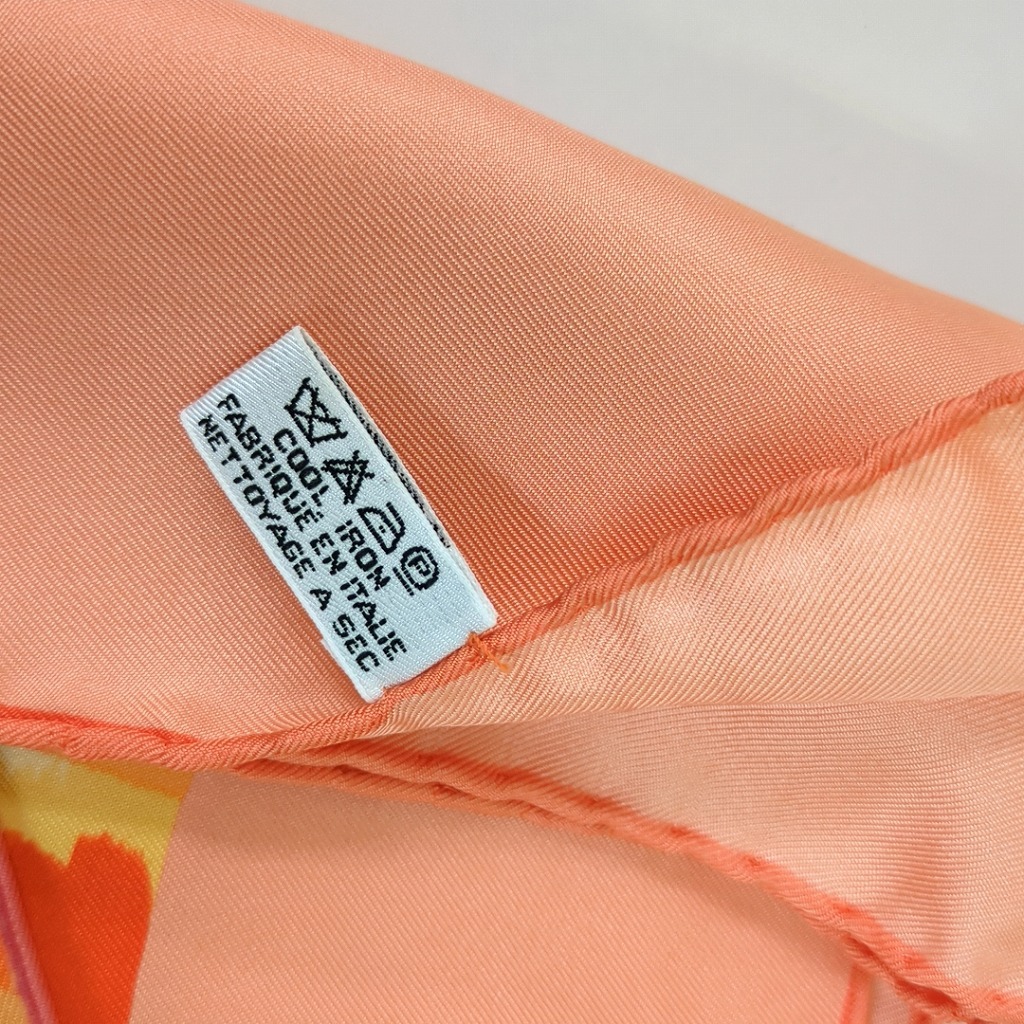 COOL IRON
FABRIQUÉ EN ITALIE
NETTOYAGE A SEC